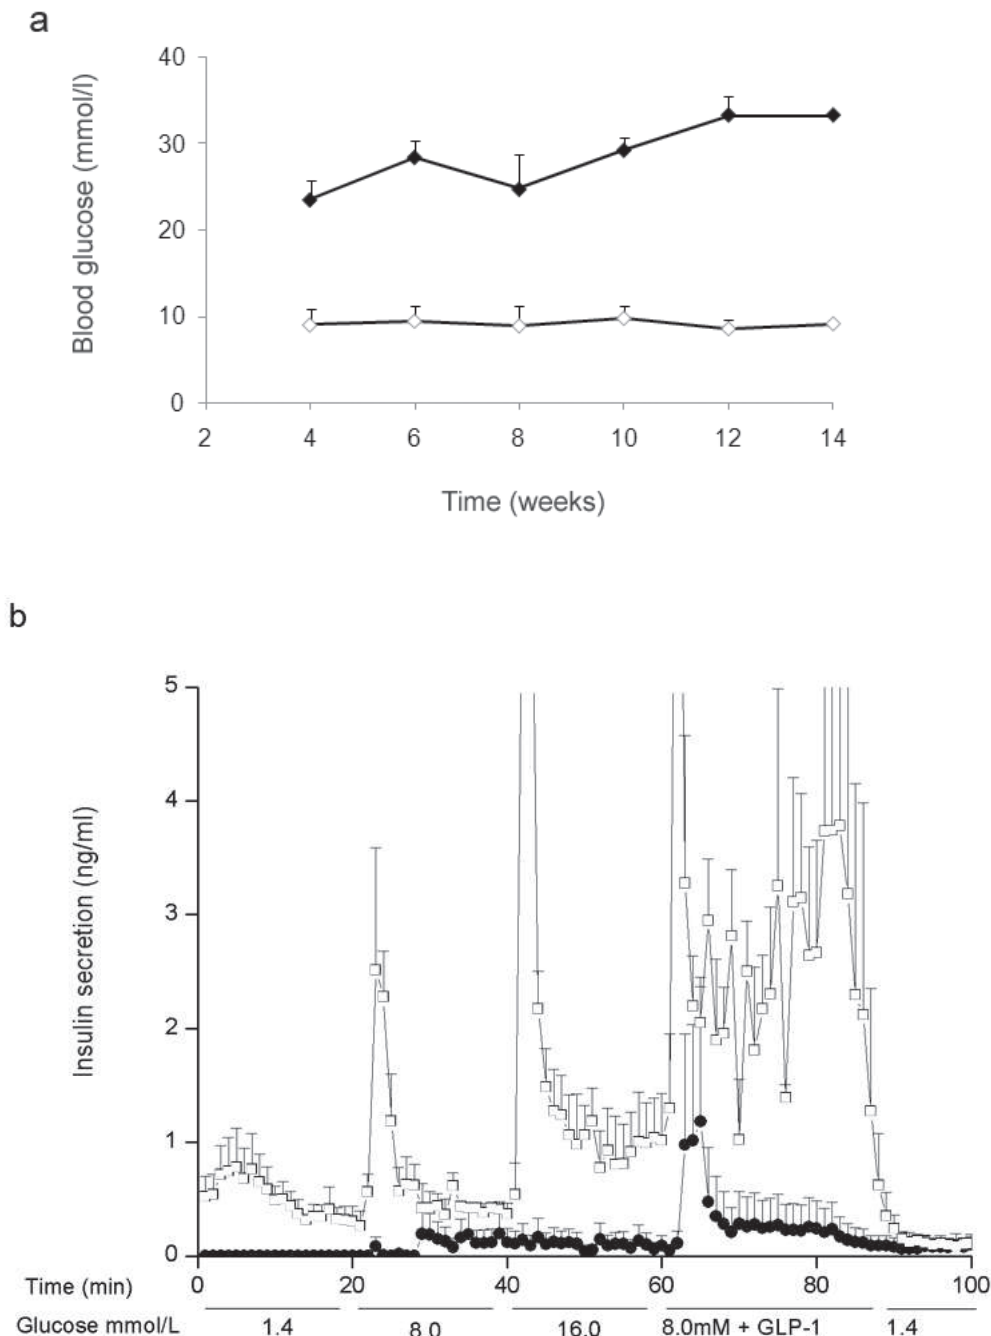 a
40
30
20
10
0
Blood glucose (mmol/l)
2 4 6 8 10 12 14
Time (weeks)
b
5
4
3
2
1
0
Insulin secretion (ng/ml)
Time (min) 0 20 40 60 80 100
Glucose mmol/L 1.4 8.0 16.0 8.0mM + GLP-1 1.4